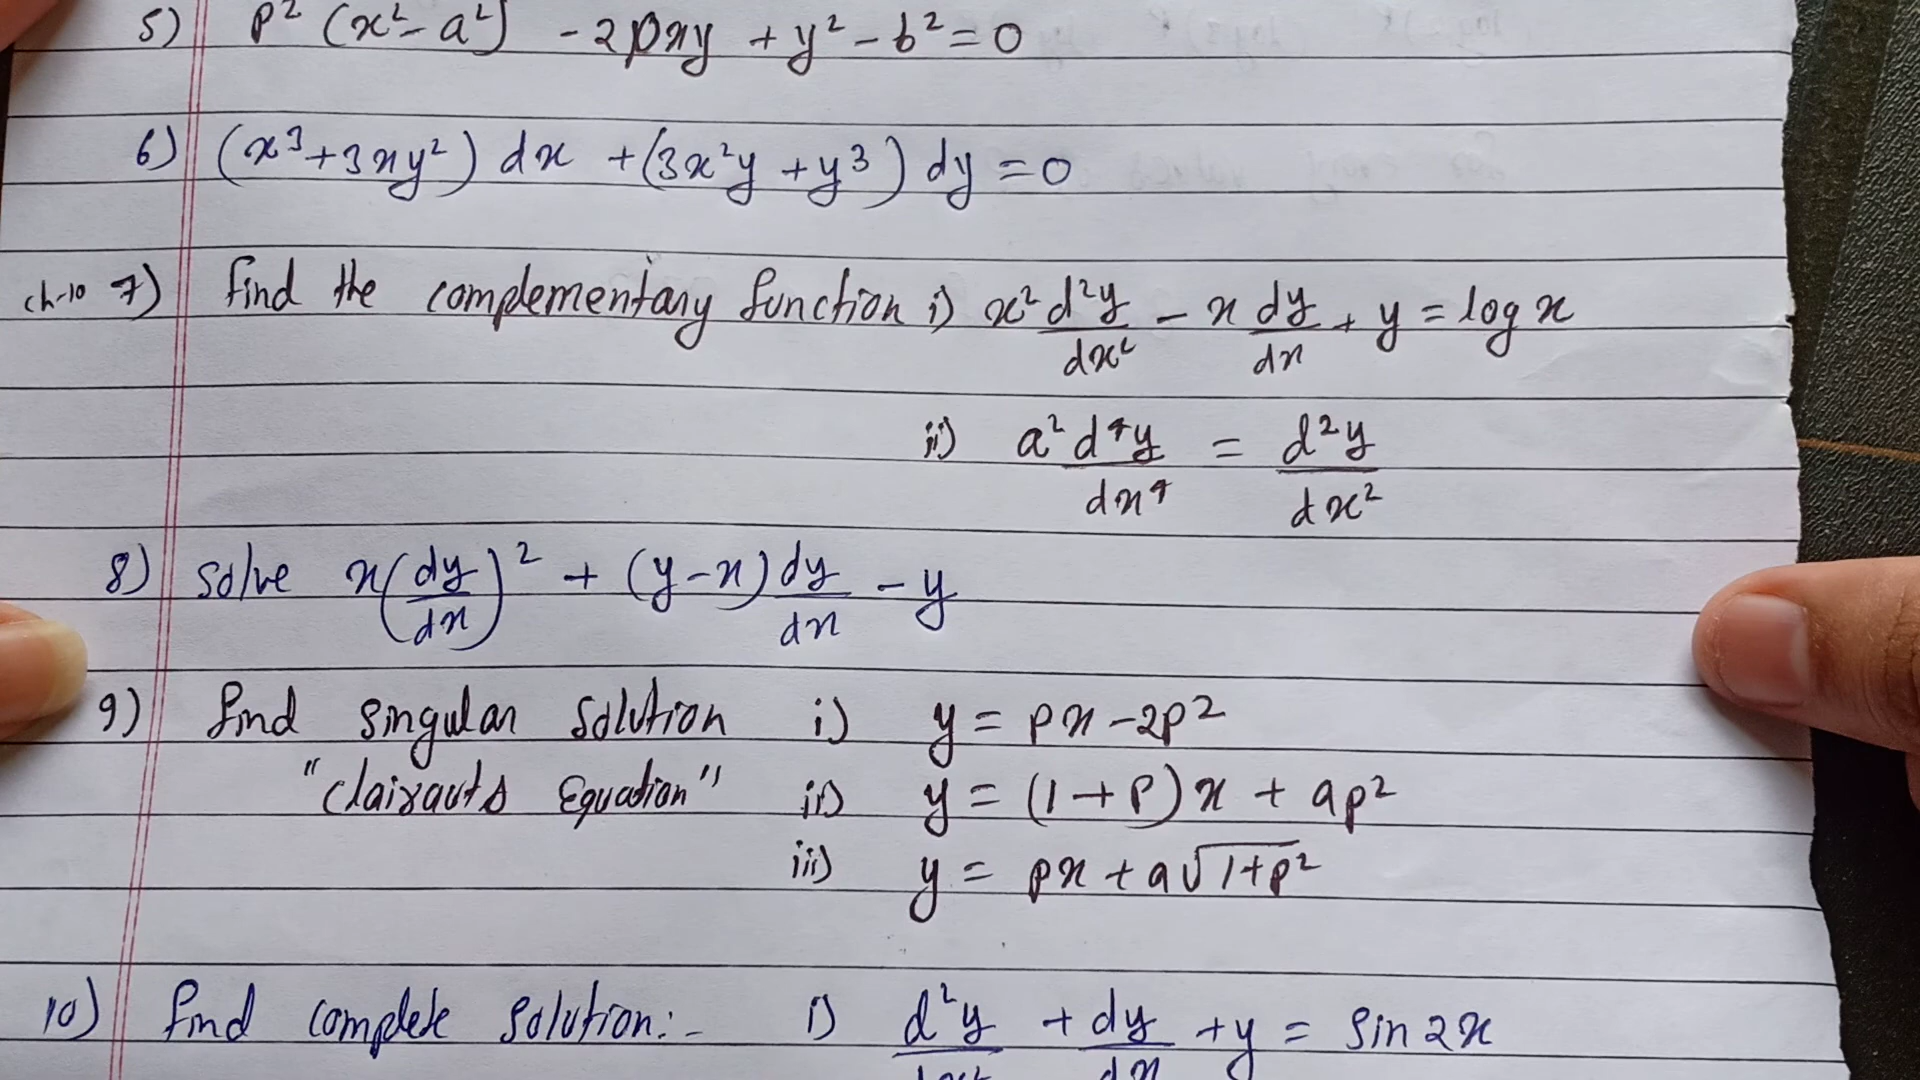 5) p² (x² - a²) - 2pxy + y² - b² = 0
6) (x³ + 3xy²) dx + (3x²y + y³) dy = 0
ch-10 7) find the complementary function i) x² d²y/dx² - x dy/dx + y = log x
ii) a² d⁴y/dx⁴ = d²y/dx²
8) solve x(dy/dx)² + (y-x) dy/dx - y
9) find singular solution i) y = px - 2p²
"clairauts Equation" ii) y = (1+P)x + ap²
iii) y = px + a√1+p²
10) find complete solution:- i) d²y/dx² + dy/dx + y = sin 2x